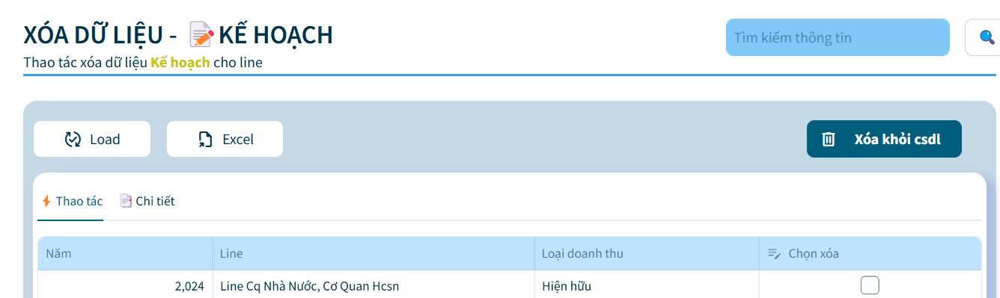 XÓA DỮ LIỆU - 📝 KẾ HOẠCH
Tìm kiếm thông tin
Thao tác xóa dữ liệu Kế hoạch cho line
Load
Excel
Xóa khỏi csdl
Thao tác
Chi tiết
Năm
Line
Loại doanh thu
Chọn xóa
2,024
Line Cq Nhà Nước, Cơ Quan Hcsn
Hiện hữu